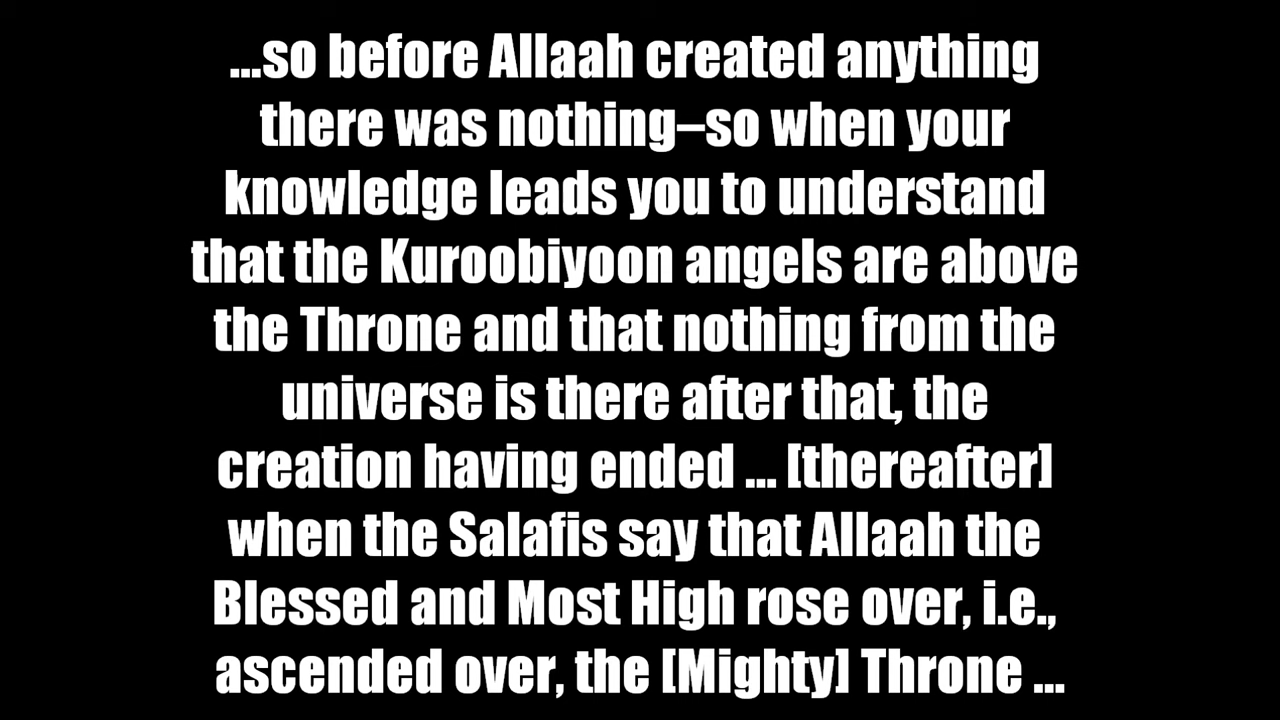 ...so before Allaah created anything
there was nothing–so when your
knowledge leads you to understand
that the Kuroobiyoon angels are above
the Throne and that nothing from the
universe is there after that, the
creation having ended ... [thereafter]
when the Salafis say that Allaah the
Blessed and Most High rose over, i.e.,
ascended over, the [Mighty] Throne ...